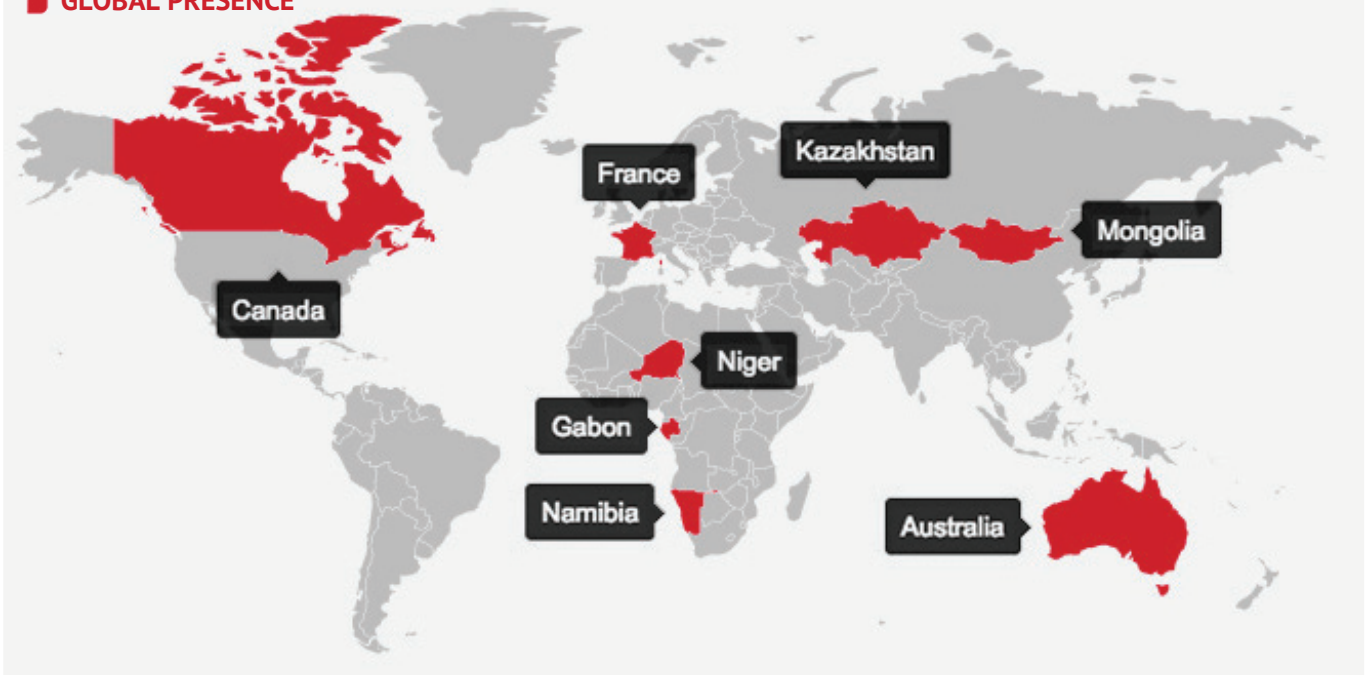 GLOBAL PRESENCE
Kazakhstan
France
Mongolia
Canada
Niger
Gabon
Namibia
Australia